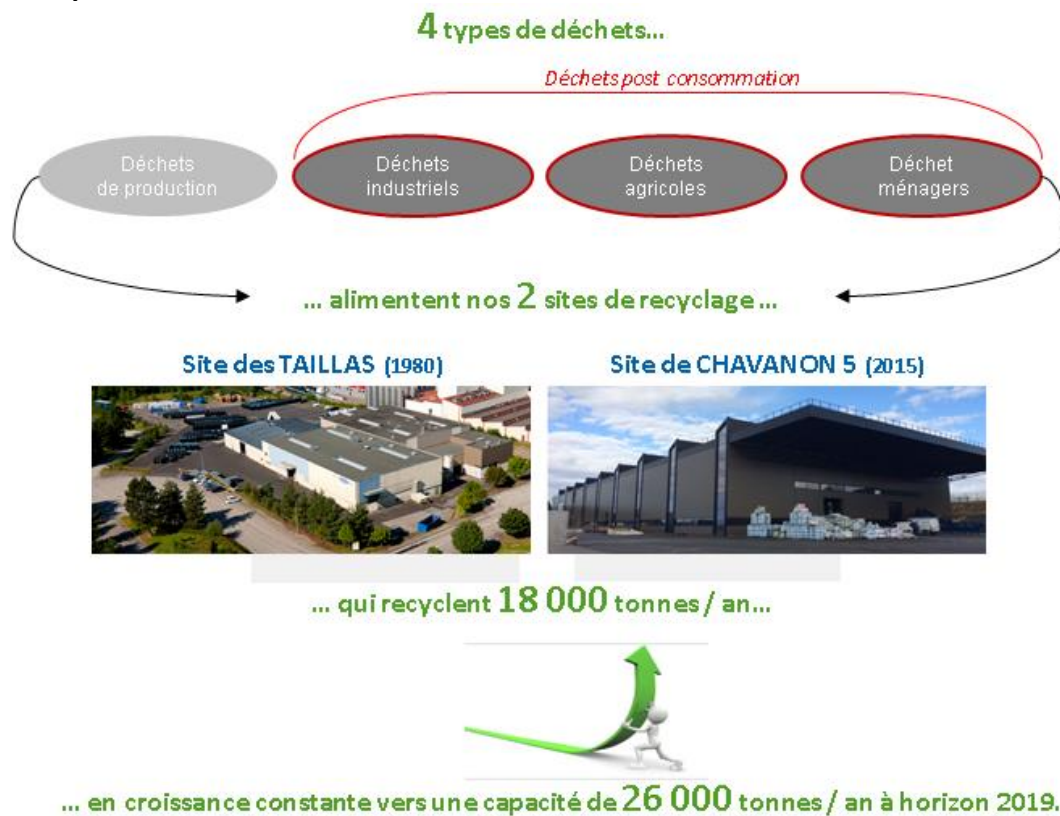 4 types de déchets...
Déchets post consommation
Déchets
de production
Déchets
industriels
Déchets
agricoles
Déchet
ménagers
... alimentent nos 2 sites de recyclage ...
Site des TAILLAS (1980)
Site de CHAVANON 5 (2015)
... qui recyclent 18 000 tonnes / an...
... en croissance constante vers une capacité de 26 000 tonnes / an à horizon 2019.